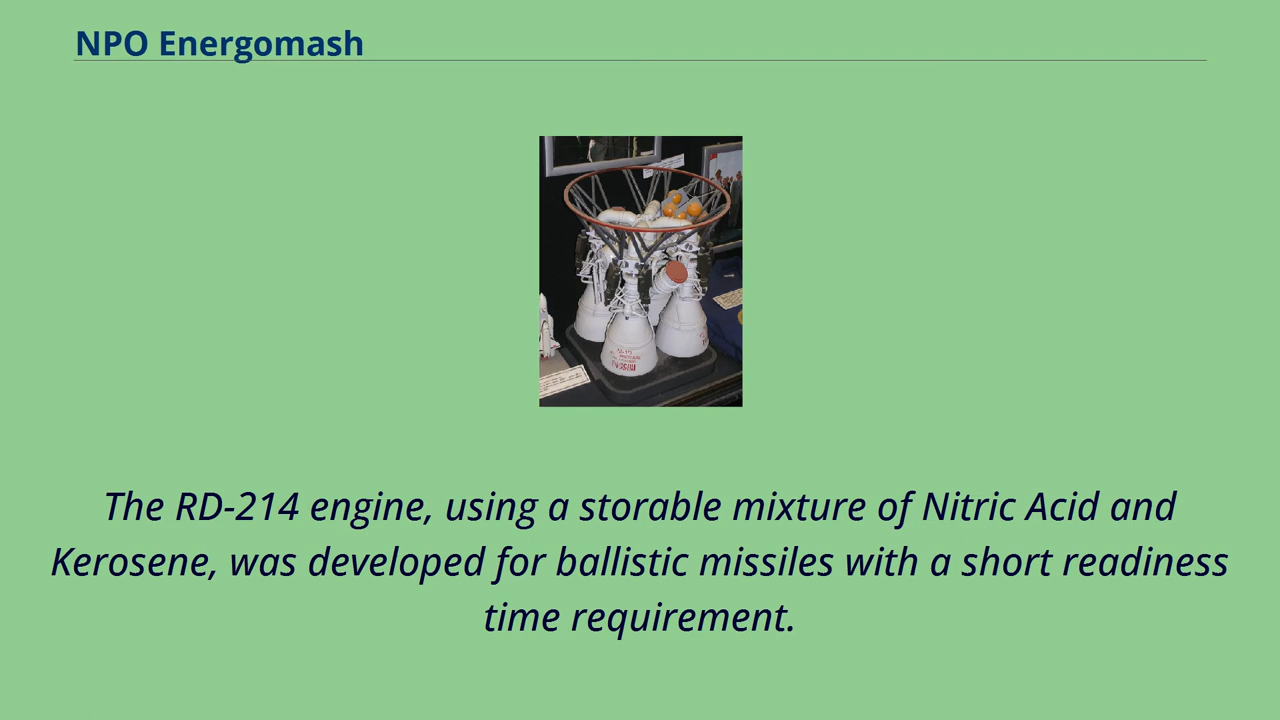 NPO Energomash
The RD-214 engine, using a storable mixture of Nitric Acid and
Kerosene, was developed for ballistic missiles with a short readiness
time requirement.